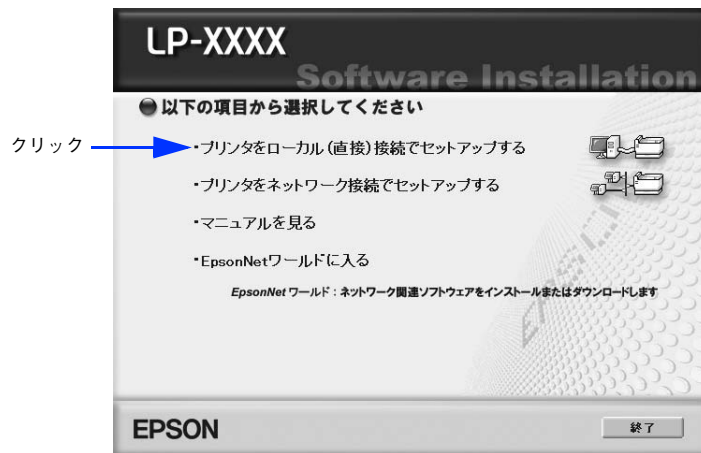 LP-XXXX
Software Installation
以下の項目から選択してください
クリック
・プリンタをローカル(直接)接続でセットアップする
・プリンタをネットワーク接続でセットアップする
・マニュアルを見る
・EpsonNetワールドに入る
EpsonNet ワールド:ネットワーク関連ソフトウェアをインストールまたはダウンロードします
EPSON
終了